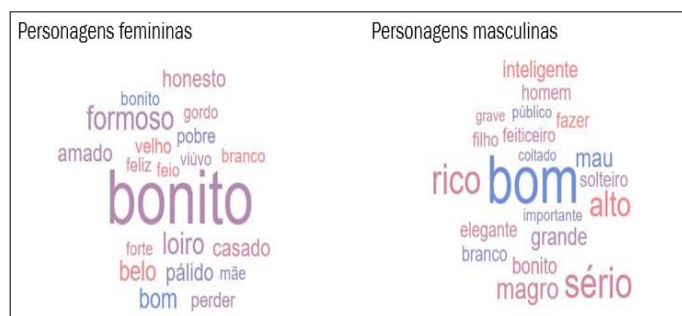 Personagens femininas
honesto
bonito
formoso gordo
pobre
amado velho branco
feliz feio viúvo
bonito
forte loiro casado
belo pálido mãe
bom perder
Personagens masculinas
inteligente
homem
grave público fazer
filho feiticeiro
coitado mau
rico bom solteiro
importante alto
elegante grande
branco bonito
magro sério